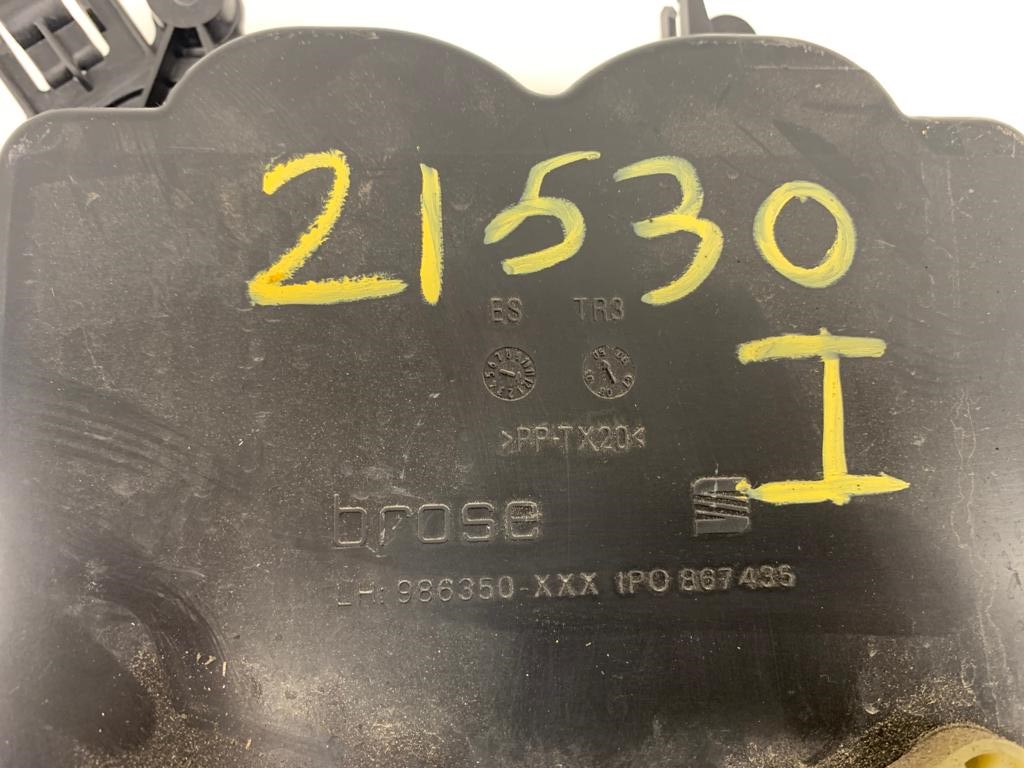 21530
ES TR3
I
>PP-TX20<
brose
LH: 986350-XXX 1P0 867435